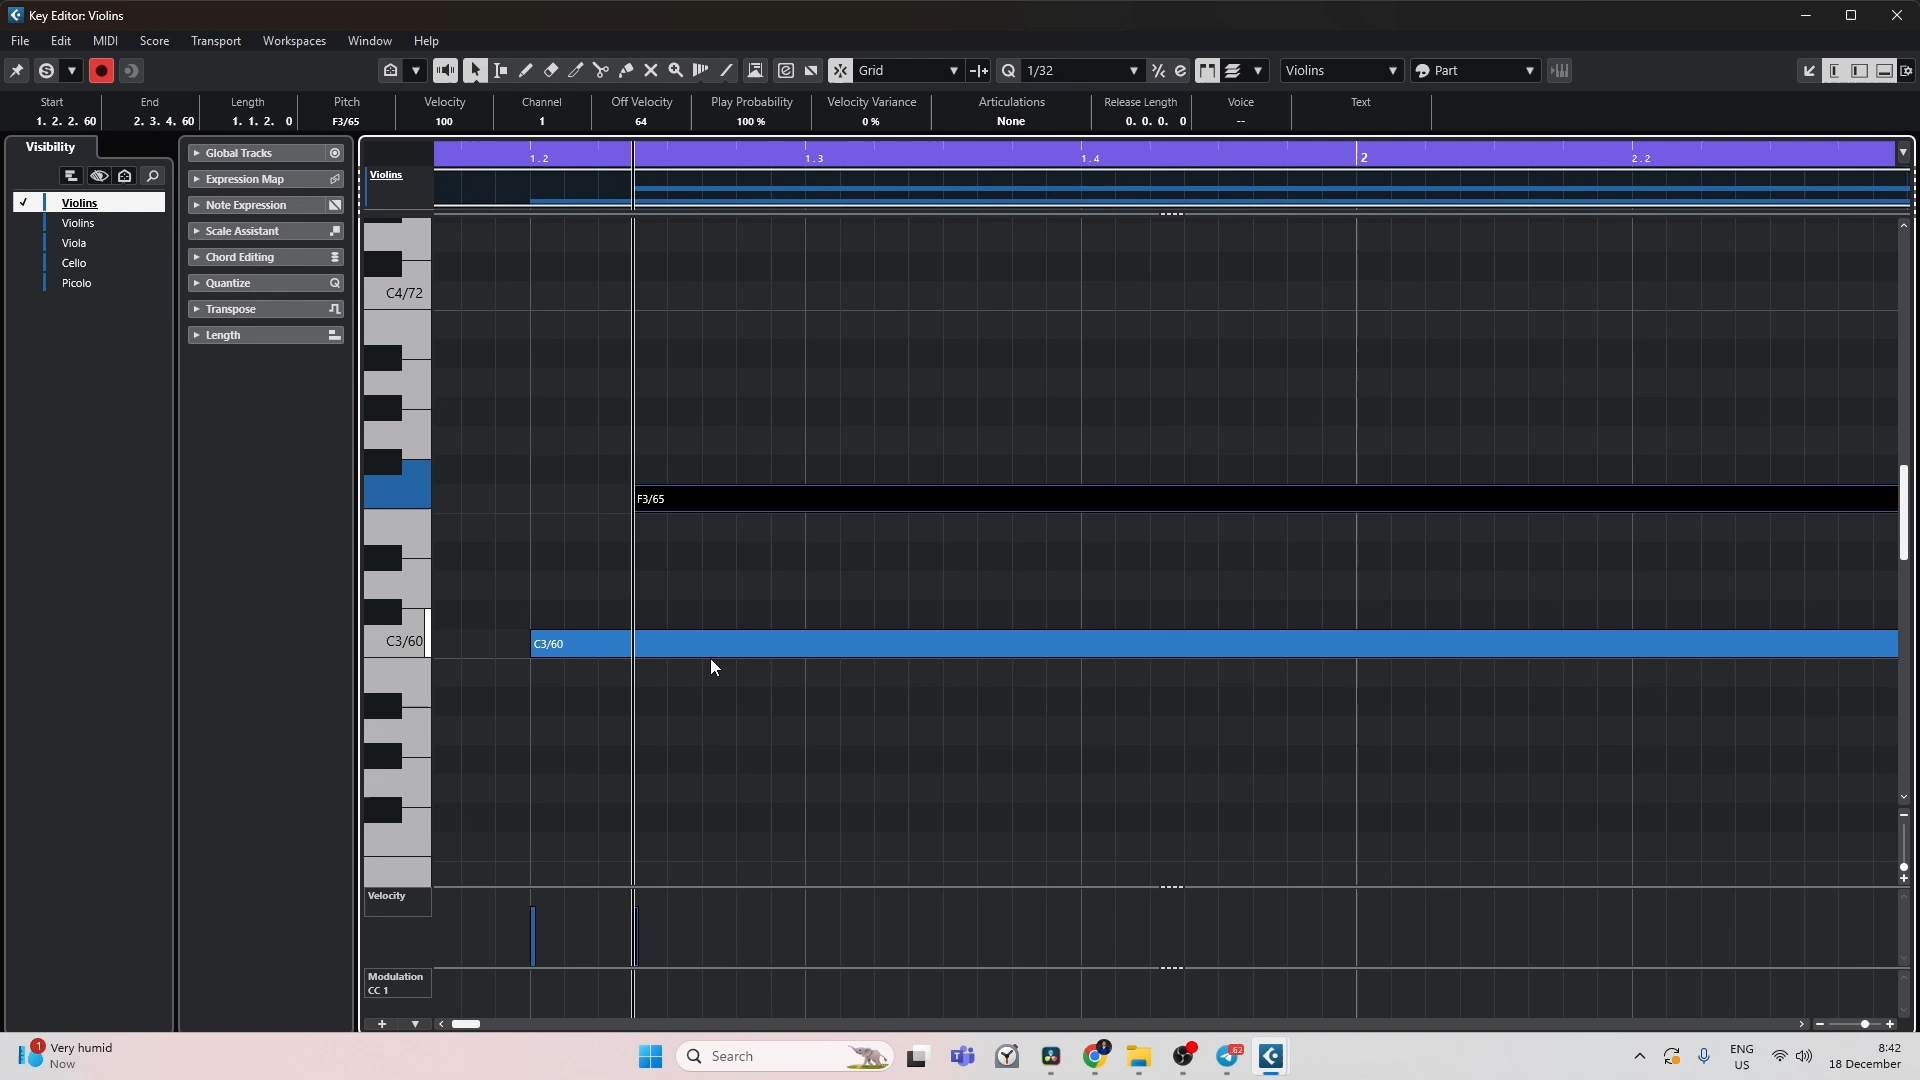 Key Editor: Violins
File Edit MIDI Score Transport Workspaces Window Help
Grid 1/32 Violins Part
Start End Length Pitch Velocity Channel Off Velocity Play Probability Velocity Variance Articulations Release Length Voice Text
1. 2. 2. 60 2. 3. 4. 60 1. 1. 2. 0 F3/65 100 1 64 100 % 0 % None 0. 0. 0. 0 --
Visibility
Violins
Violins
Viola
Cello
Picolo
Global Tracks
Expression Map
Note Expression
Scale Assistant
Chord Editing
Quantize
Transpose
Length
1.2 1.3 1.4 2 2.2
Violins
C4/72
F3/65
C3/60 C3/60
Velocity
Modulation
CC 1
1 Very humid
Now
Search
62
ENG
US
8:42
18 December